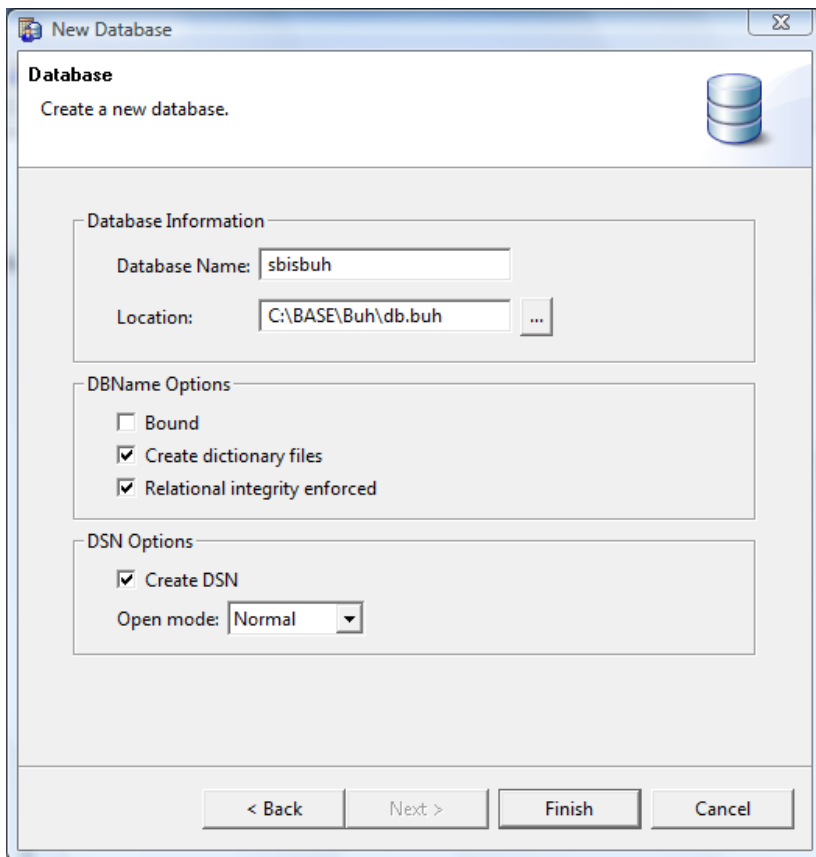 New Database
Database
Create a new database.
Database Information
Database Name: sbisbuh
Location: C:\BASE\Buh\db.buh ...
DBName Options
Bound
Create dictionary files
Relational integrity enforced
DSN Options
Create DSN
Open mode: Normal
< Back Next > Finish Cancel